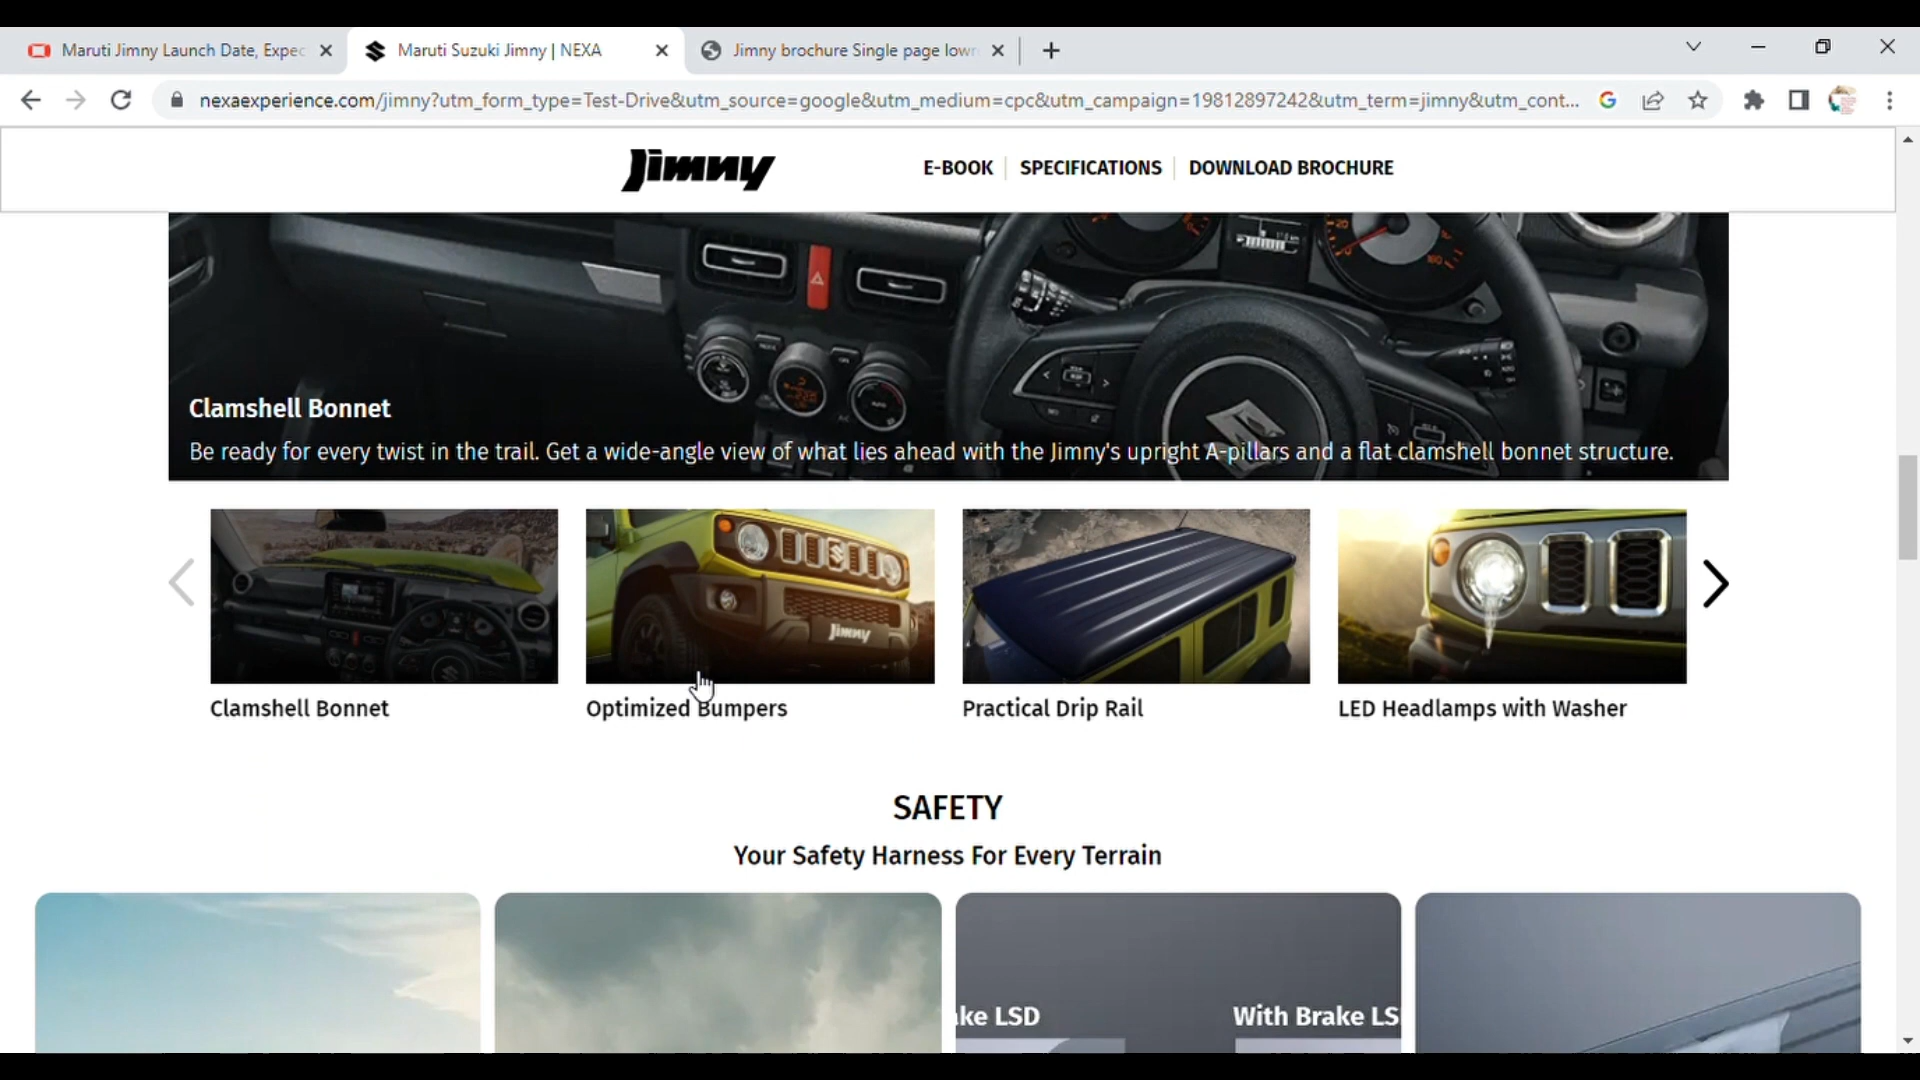 Maruti Jimny Launch Date, Expec
Maruti Suzuki Jimny | NEXA
Jimny brochure Single page lowr
nexaexperience.com/jimny?utm_form_type=Test-Drive&utm_source=google&utm_medium=cpc&utm_campaign=19812897242&utm_term=jimny&utm_cont...
Jimny
E-BOOK
SPECIFICATIONS
DOWNLOAD BROCHURE
Clamshell Bonnet
Be ready for every twist in the trail. Get a wide-angle view of what lies ahead with the Jimny's upright A-pillars and a flat clamshell bonnet structure.
Jimny
Clamshell Bonnet
Optimized Bumpers
Practical Drip Rail
LED Headlamps with Washer
SAFETY
Your Safety Harness For Every Terrain
ke LSD
With Brake LS